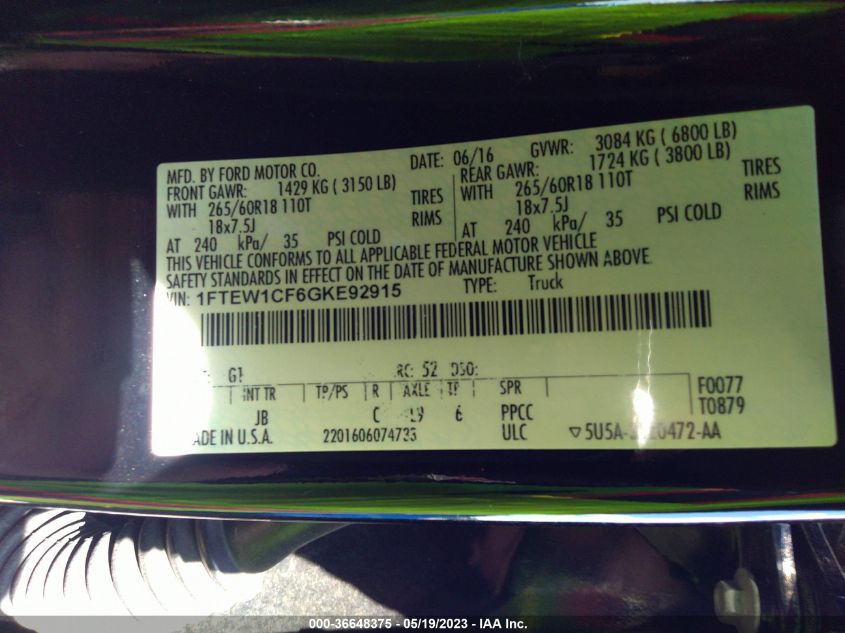 MFD. BY FORD MOTOR CO. DATE: 06/16 GVWR: 3084 KG ( 6800 LB)
FRONT GAWR: 1429 KG ( 3150 LB) REAR GAWR: 1724 KG ( 3800 LB)
WITH 265/60R18 110T TIRES WITH 265/60R18 110T TIRES
18x7.5J RIMS 18x7.5J RIMS
AT 240 kPa/ 35 PSI COLD AT 240 kPa/ 35 PSI COLD
THIS VEHICLE CONFORMS TO ALL APPLICABLE FEDERAL MOTOR VEHICLE
SAFETY STANDARDS IN EFFECT ON THE DATE OF MANUFACTURE SHOWN ABOVE.
VIN: 1FTEW1CF6GKE92915 TYPE: Truck
G1 RC: 52 DSO:
INT TR TP/PS R AXLE TP SPR F0077
JB C L9 6 PPCC T0879
ADE IN U.S.A. ULC
000-36648375 - 05/19/2023 - IAA Inc.